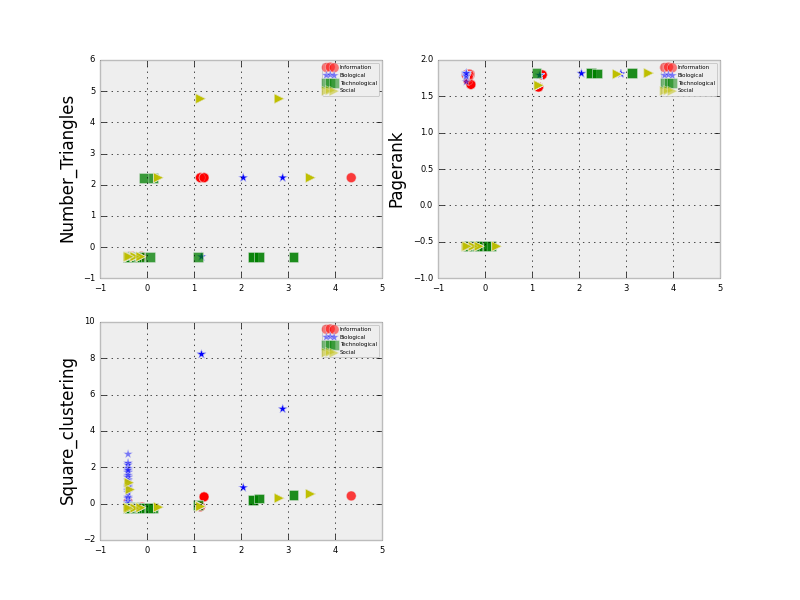 Number_Triangles
6
5
4
3
2
1
0
−1
−1 0 1 2 3 4 5
Information
Biological
Technological
Social
Pagerank
2.0
1.5
1.0
0.5
0.0
−0.5
−1.0
−1 0 1 2 3 4 5
Information
Biological
Technological
Social
Square_clustering
10
8
6
4
2
0
−2
−1 0 1 2 3 4 5
Information
Biological
Technological
Social